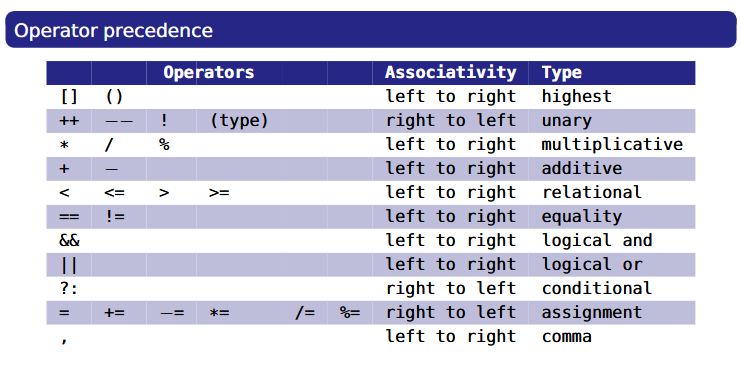 Operator precedence
Operators Associativity Type
[] () left to right highest
++ −− ! (type) right to left unary
* / % left to right multiplicative
+ − left to right additive
< <= > >= left to right relational
== != left to right equality
&& left to right logical and
|| left to right logical or
?: right to left conditional
= += −= *= /= %= right to left assignment
, left to right comma